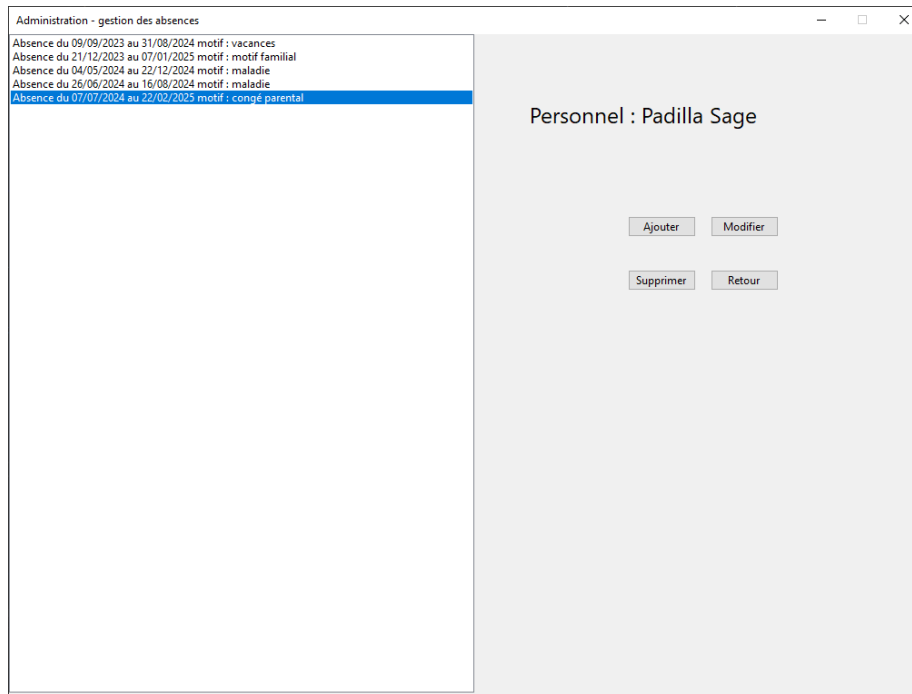 Administration - gestion des absences
Absence du 09/09/2023 au 31/08/2024 motif : vacances
Absence du 21/12/2023 au 07/01/2025 motif : motif familial
Absence du 04/05/2024 au 22/12/2024 motif : maladie
Absence du 26/06/2024 au 16/08/2024 motif : maladie
Absence du 07/07/2024 au 22/02/2025 motif : congé parental
Personnel : Padilla Sage
Ajouter Modifier
Supprimer Retour